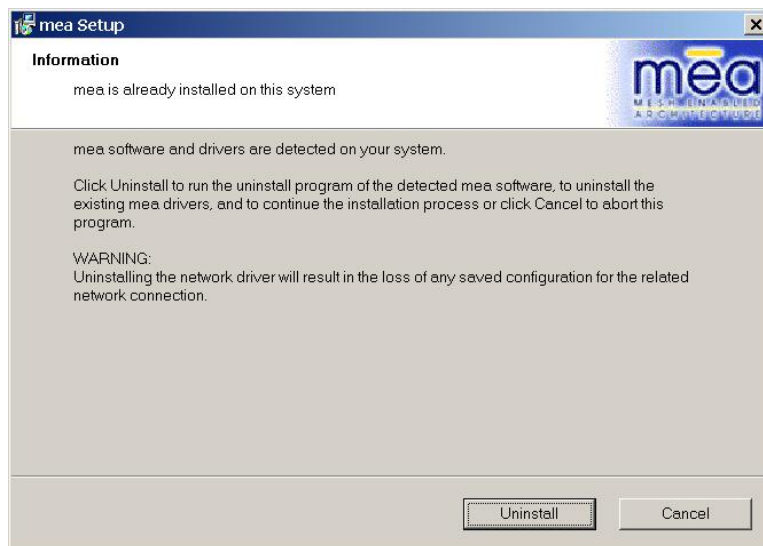 mea Setup
Information
mea is already installed on this system
mēa
MESH ENABLED
ARCHITECTURE
mea software and drivers are detected on your system.
Click Uninstall to run the uninstall program of the detected mea software, to uninstall the
existing mea drivers, and to continue the installation process or click Cancel to abort this
program.
WARNING:
Uninstalling the network driver will result in the loss of any saved configuration for the related
network connection.
Uninstall
Cancel